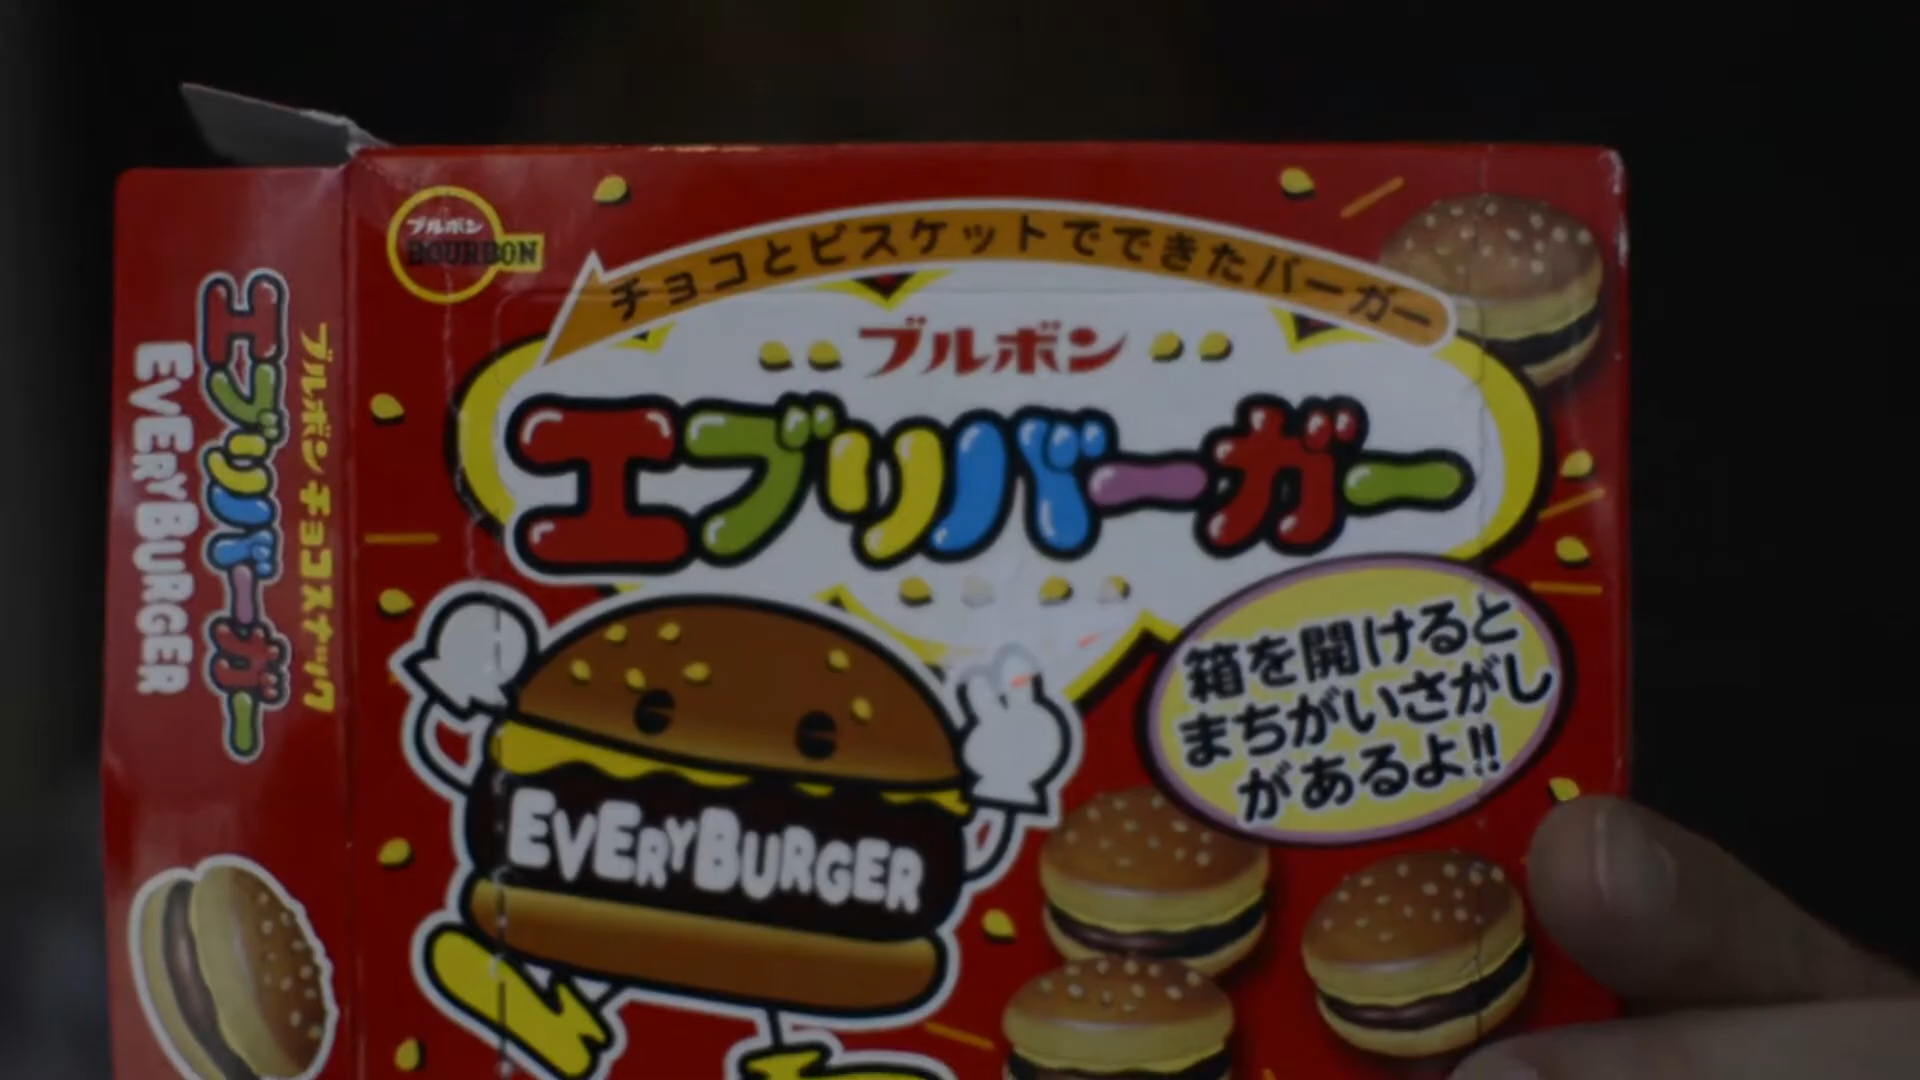 ブルボン
BOURBON
チョコとビスケットでできたバーガー
ブルボン
エブリバーガー
箱を開けると
まちがいさがし
があるよ!!
EVERYBURGER
ブルボンチョコスナック
エブリバーガー
EVERYBURGER